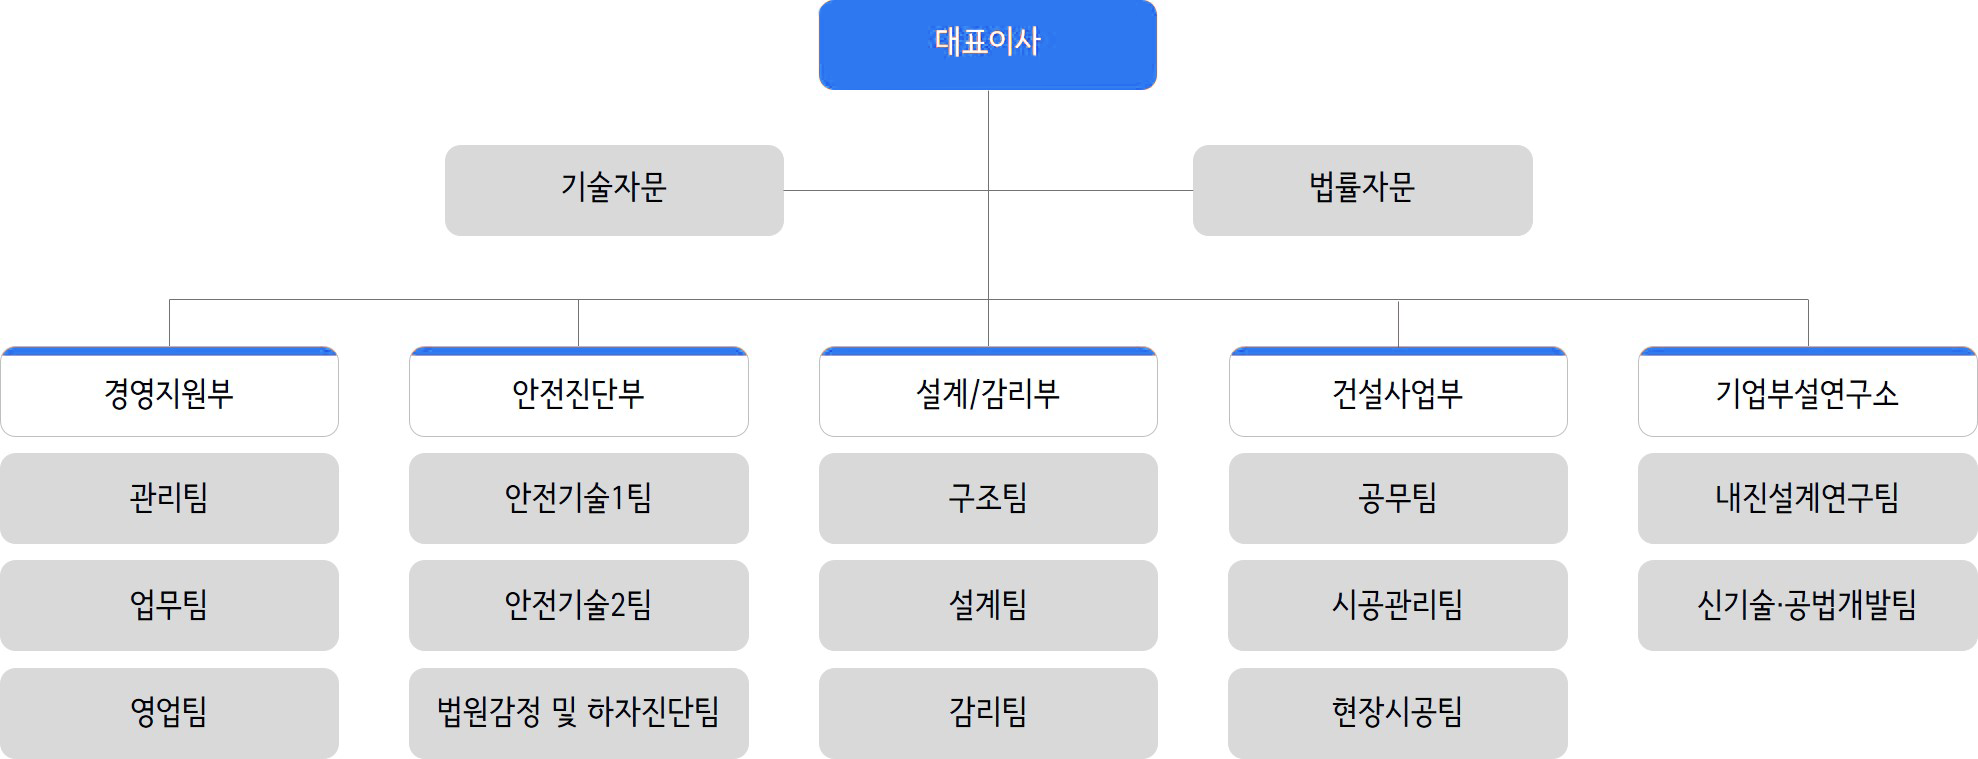 대표이사
기술자문
법률자문
경영지원부
안전진단부
설계/감리부
건설사업부
기업부설연구소
관리팀
안전기술1팀
구조팀
공무팀
내진설계연구팀
업무팀
안전기술2팀
설계팀
시공관리팀
신기술·공법개발팀
영업팀
법원감정 및 하자진단팀
감리팀
현장시공팀